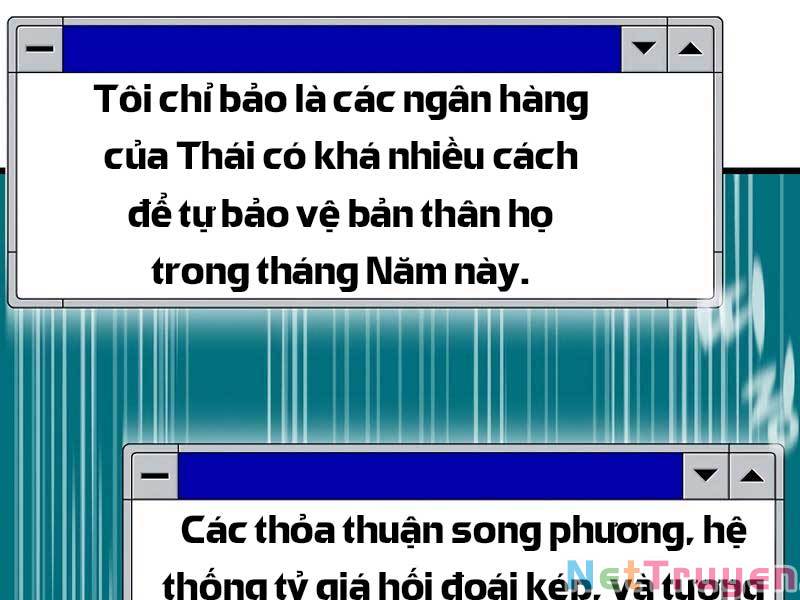 Tôi chỉ bảo là các ngân hàng
của Thái có khá nhiều cách
để tự bảo vệ bản thân họ
trong tháng Năm này.
Các thỏa thuận song phương, hệ
thống tỷ giá hối đoái kép, và tương
NetTruyen